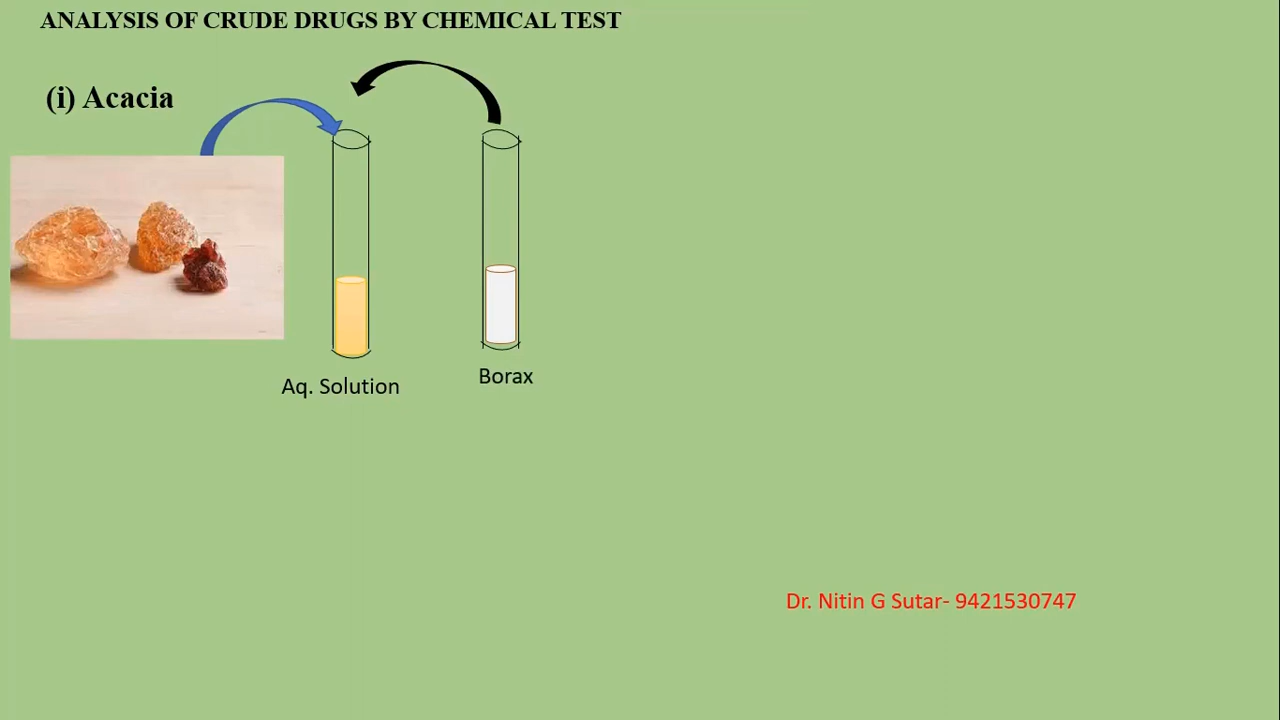 ANALYSIS OF CRUDE DRUGS BY CHEMICAL TEST
(i) Acacia
Aq. Solution
Borax
Dr. Nitin G Sutar- 9421530747